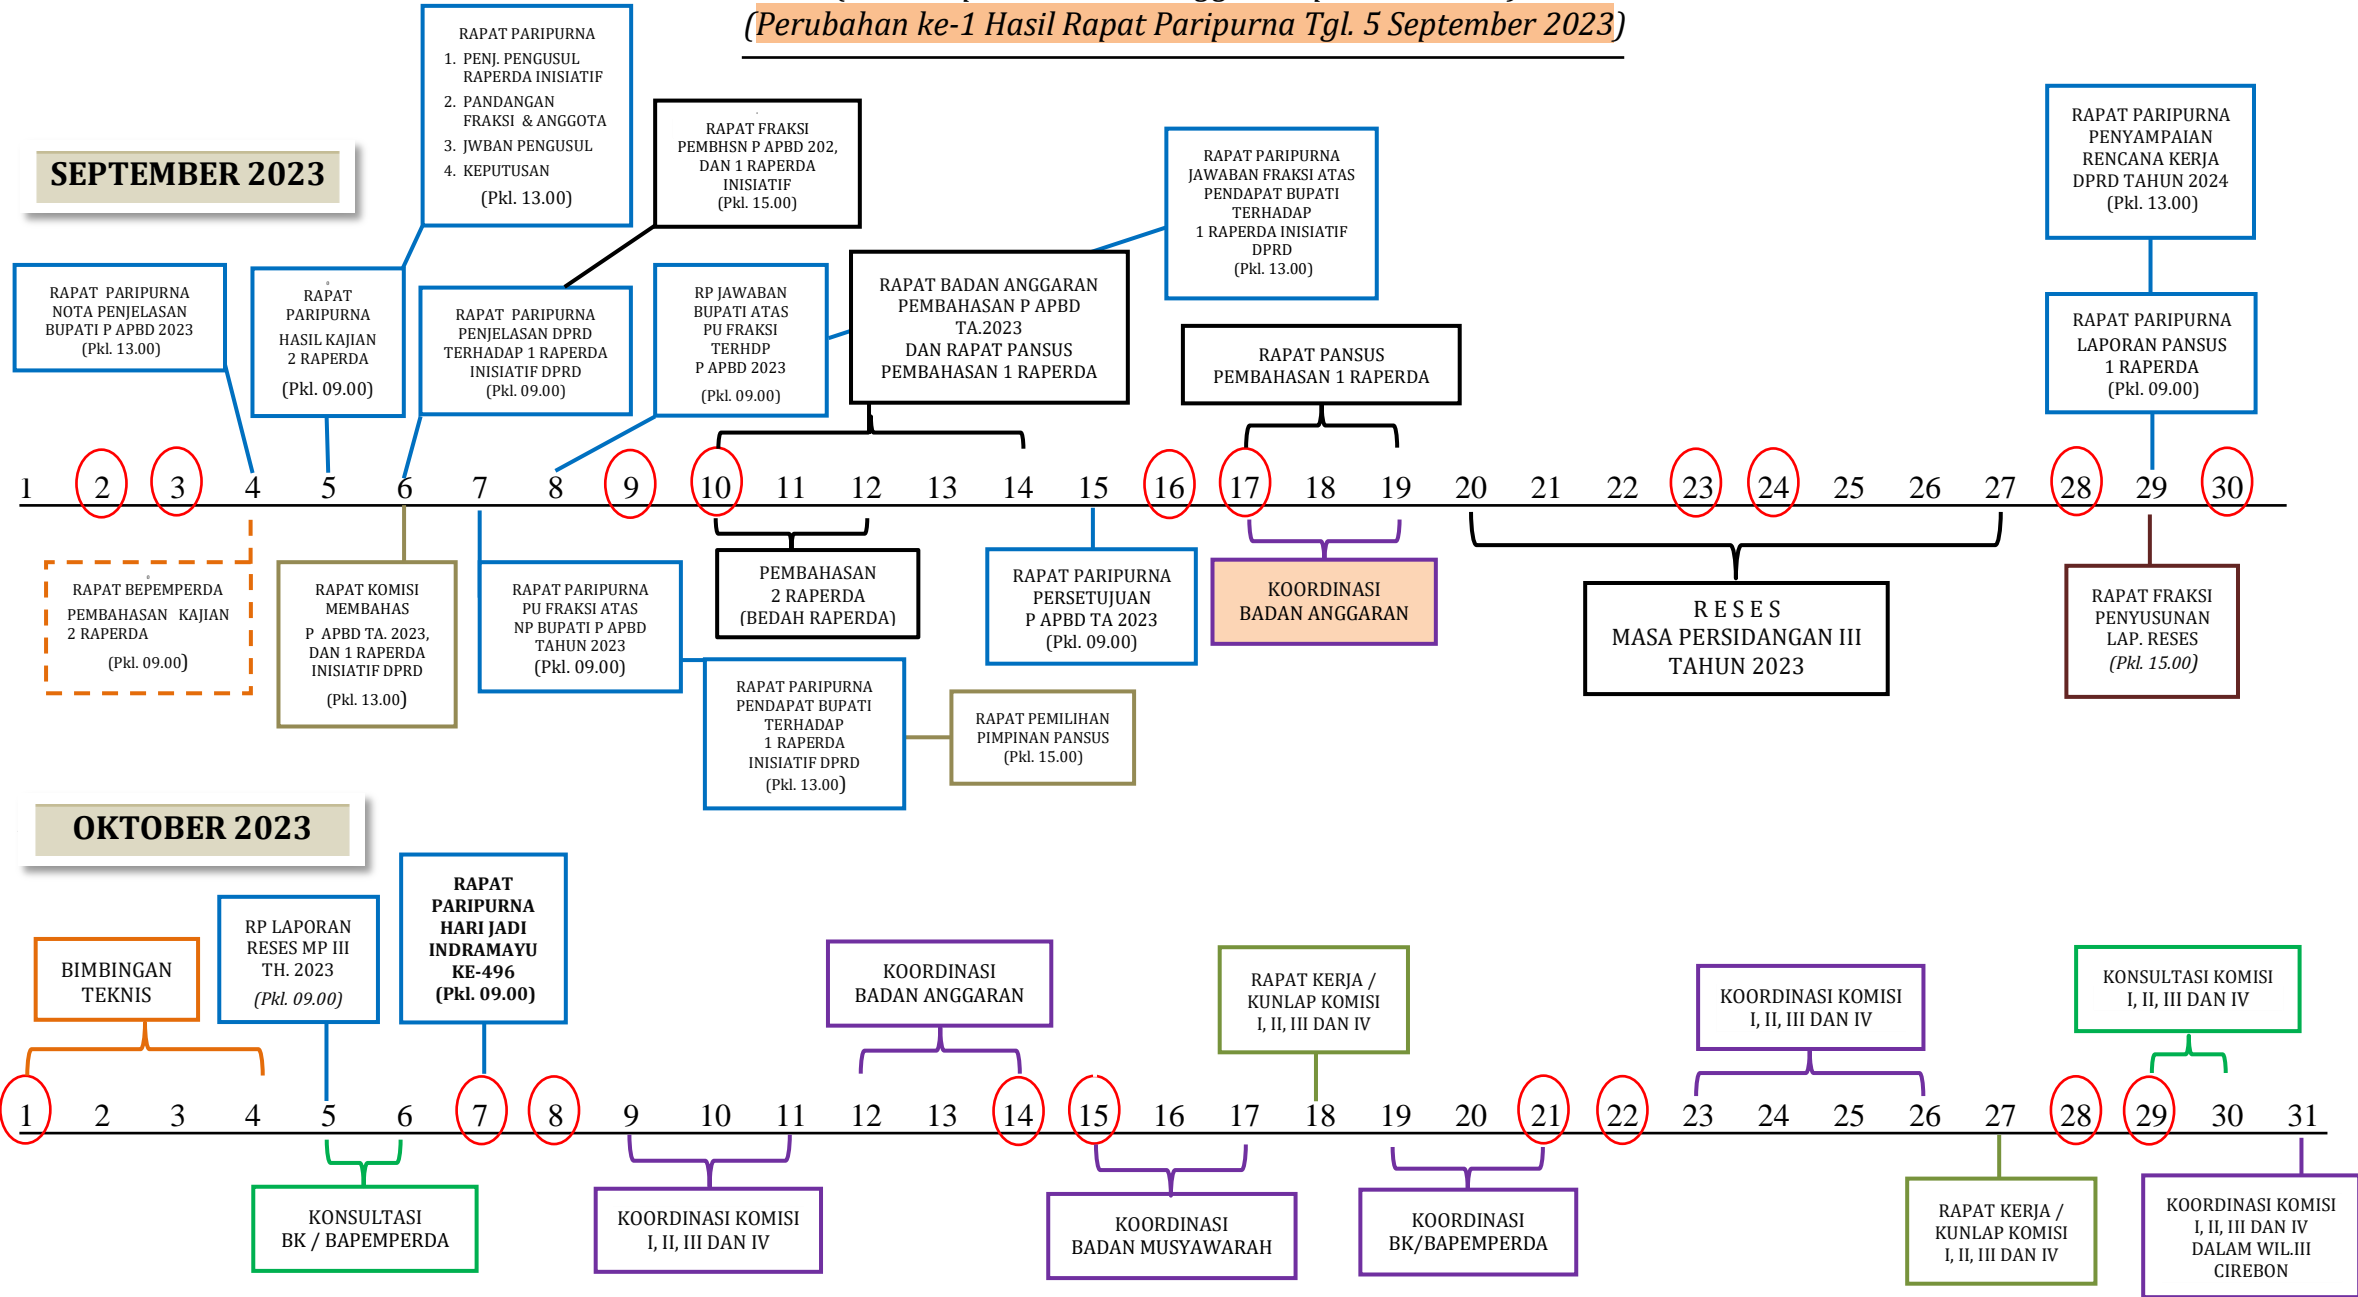 (Perubahan ke-1 Hasil Rapat Paripurna Tgl. 5 September 2023)
SEPTEMBER 2023
RAPAT PARIPURNA
1. PENJ. PENGUSUL
RAPERDA INISIATIF
2. PANDANGAN
FRAKSI & ANGGOTA
3. JWBAN PENGUSUL
4. KEPUTUSAN
(Pkl. 13.00)
RAPAT FRAKSI
PEMBHSN P APBD 202,
DAN 1 RAPERDA
INISIATIF
(Pkl. 15.00)
RAPAT PARIPURNA
JAWABAN FRAKSI ATAS
PENDAPAT BUPATI
TERHADAP
1 RAPERDA INISIATIF
DPRD
(Pkl. 13.00)
RAPAT PARIPURNA
PENYAMPAIAN
RENCANA KERJA
DPRD TAHUN 2024
(Pkl. 13.00)
RAPAT PARIPURNA
NOTA PENJELASAN
BUPATI P APBD 2023
(Pkl. 13.00)
RAPAT
PARIPURNA
HASIL KAJIAN
2 RAPERDA
(Pkl. 09.00)
RAPAT PARIPURNA
PENJELASAN DPRD
TERHADAP 1 RAPERDA
INISIATIF DPRD
(Pkl. 09.00)
RP JAWABAN
BUPATI ATAS
PU FRAKSI
TERHDP
P APBD 2023
(Pkl. 09.00)
RAPAT BADAN ANGGARAN
PEMBAHASAN P APBD
TA.2023
DAN RAPAT PANSUS
PEMBAHASAN 1 RAPERDA
RAPAT PANSUS
PEMBAHASAN 1 RAPERDA
RAPAT PARIPURNA
LAPORAN PANSUS
1 RAPERDA
(Pkl. 09.00)
1 2 3 4 5 6 7 8 9 10 11 12 13 14 15 16 17 18 19 20 21 22 23 24 25 26 27 28 29 30
RAPAT BEPEMPERDA
PEMBAHASAN KAJIAN
2 RAPERDA
(Pkl. 09.00)
RAPAT KOMISI
MEMBAHAS
P APBD TA. 2023,
DAN 1 RAPERDA
INISIATIF DPRD
(Pkl. 13.00)
RAPAT PARIPURNA
PU FRAKSI ATAS
NP BUPATI P APBD
TAHUN 2023
(Pkl. 09.00)
PEMBAHASAN
2 RAPERDA
(BEDAH RAPERDA)
RAPAT PARIPURNA
PERSETUJUAN
P APBD TA 2023
(Pkl. 09.00)
KOORDINASI
BADAN ANGGARAN
R E S E S
MASA PERSIDANGAN III
TAHUN 2023
RAPAT FRAKSI
PENYUSUNAN
LAP. RESES
(Pkl. 15.00)
RAPAT PARIPURNA
PENDAPAT BUPATI
TERHADAP
1 RAPERDA
INISIATIF DPRD
(Pkl. 13.00)
RAPAT PEMILIHAN
PIMPINAN PANSUS
(Pkl. 15.00)
OKTOBER 2023
BIMBINGAN
TEKNIS
RP LAPORAN
RESES MP III
TH. 2023
(Pkl. 09.00)
RAPAT
PARIPURNA
HARI JADI
INDRAMAYU
KE-496
(Pkl. 09.00)
KOORDINASI
BADAN ANGGARAN
RAPAT KERJA /
KUNLAP KOMISI
I, II, III DAN IV
KOORDINASI KOMISI
I, II, III DAN IV
KONSULTASI KOMISI
I, II, III DAN IV
1 2 3 4 5 6 7 8 9 10 11 12 13 14 15 16 17 18 19 20 21 22 23 24 25 26 27 28 29 30 31
KONSULTASI
BK / BAPEMPERDA
KOORDINASI KOMISI
I, II, III DAN IV
KOORDINASI
BADAN MUSYAWARAH
KOORDINASI
BK/BAPEMPERDA
RAPAT KERJA /
KUNLAP KOMISI
I, II, III DAN IV
KOORDINASI KOMISI
I, II, III DAN IV
DALAM WIL.III
CIREBON